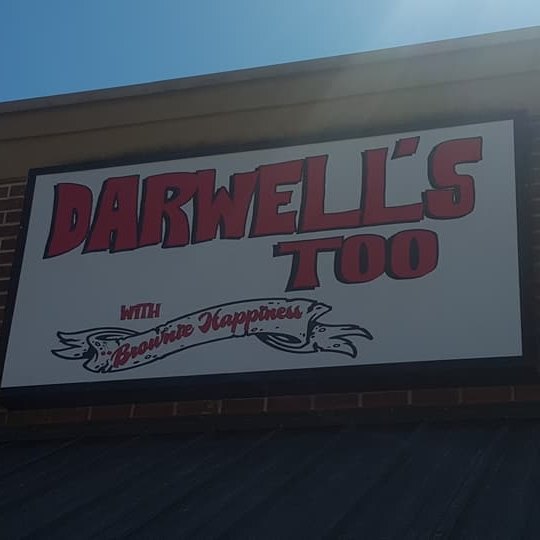 DARWELL'S
TOO
WITH
Brownie Happiness